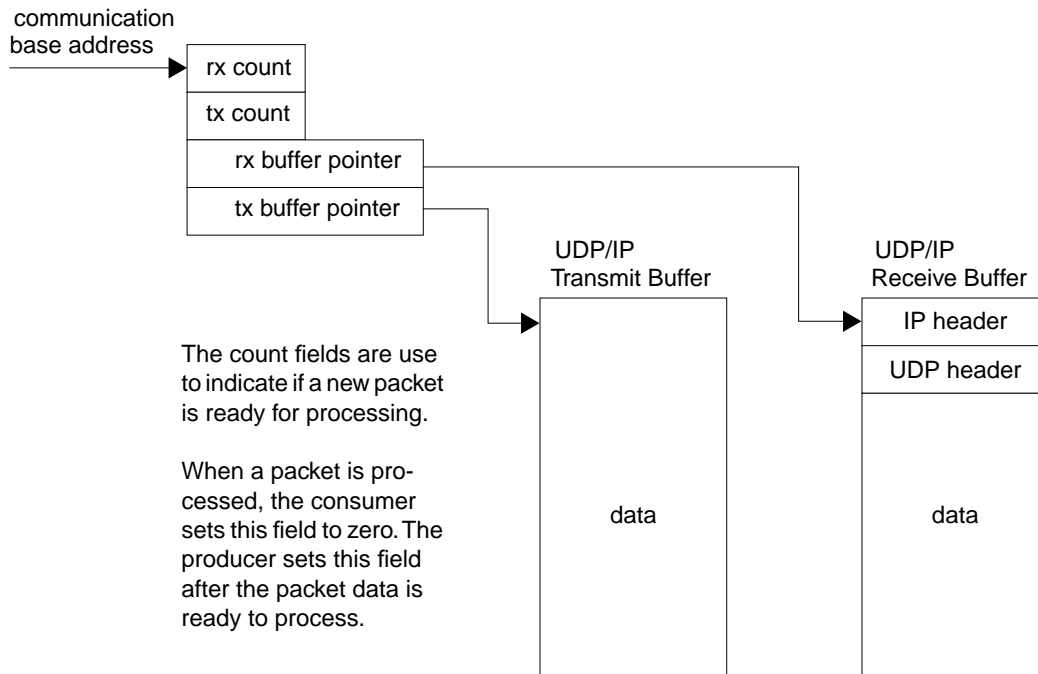 communication
base address
rx count
tx count
rx buffer pointer
tx buffer pointer
UDP/IP
Transmit Buffer
UDP/IP
Receive Buffer
IP header
UDP header
The count fields are use
to indicate if a new packet
is ready for processing.
When a packet is pro-
cessed, the consumer
sets this field to zero. The
producer sets this field
after the packet data is
ready to process.
data
data